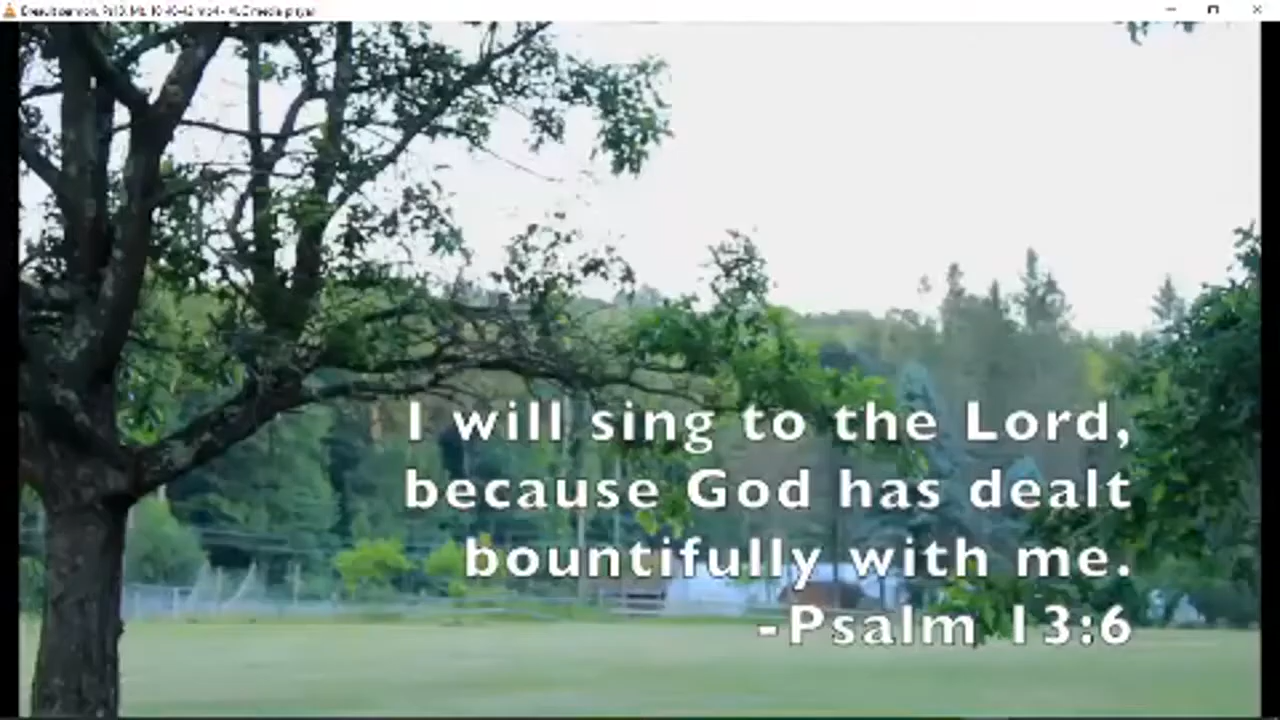 I will sing to the Lord,
because God has dealt
bountifully with me.
-Psalm 13:6